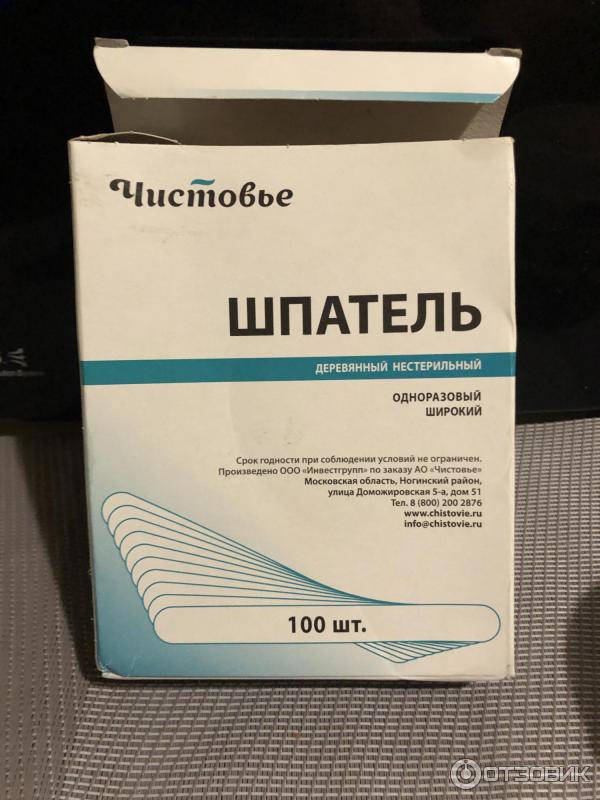 Чистовье
ШПАТЕЛЬ
ДЕРЕВЯННЫЙ НЕСТЕРИЛЬНЫЙ
ОДНОРАЗОВЫЙ
ШИРОКИЙ
Срок годности при соблюдении условий не ограничен.
Произведено ООО «Инвестгрупп» по заказу АО «Чистовье»
Московская область, Ногинский район,
улица Доможировская 5-а, дом 51
Тел. 8 (800) 200 2876
www.chistovie.ru
info@chistovie.ru
100 шт.
ОТЗОВИК